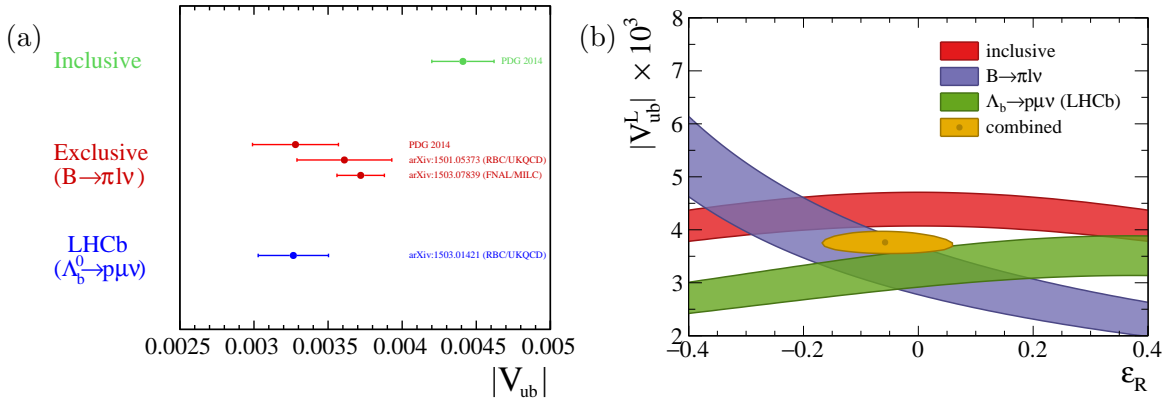 (a)
Inclusive
PDG 2014
Exclusive
(B→πlν)
PDG 2014
arXiv:1501.05373 (RBC/UKQCD)
arXiv:1503.07839 (FNAL/MILC)
LHCb
(Λ_b^0→pμν)
arXiv:1503.01421 (RBC/UKQCD)
0.0025 0.003 0.0035 0.004 0.0045 0.005
|V_ub|
(b)
|V_ub^L| × 10^3
8
7
6
5
4
3
2
inclusive
B→πlν
Λ_b→pμν (LHCb)
combined
−0.4 −0.2 0 0.2 0.4
ε_R